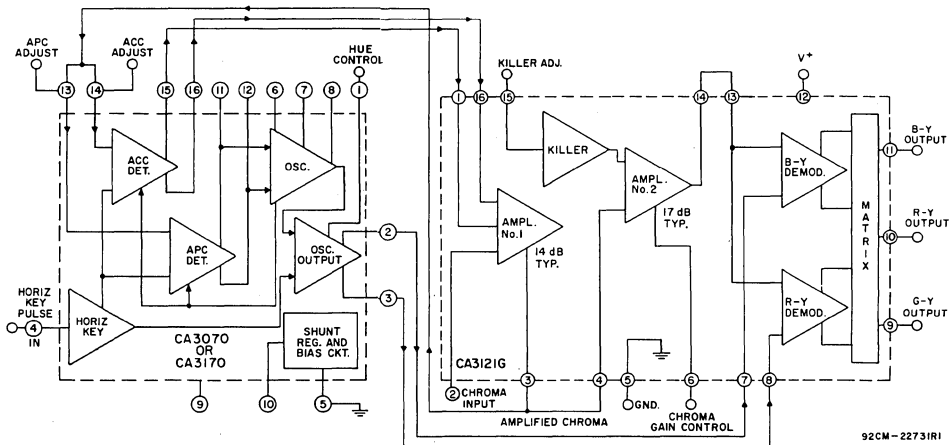 APC
ADJUST
ACC
ADJUST
HUE
CONTROL
13
14
15
16
11
12
6
7
8
1
ACC
DET.
OSC.
APC
DET.
OSC.
OUTPUT
2
3
HORIZ
KEY
PULSE
4
IN
HORIZ
KEY
CA3070
OR
CA3170
SHUNT
REG. AND
BIAS CKT.
9
10
5
KILLER ADJ.
V+
1
16
15
14
13
12
KILLER
AMPL.
No.2
17 dB
TYP.
AMPL.
No.1
14 dB
TYP.
B-Y
DEMOD.
R-Y
DEMOD.
MATRIX
B-Y
OUTPUT
11
R-Y
OUTPUT
10
G-Y
OUTPUT
9
CA3121G
2 CHROMA
INPUT
3
4
5
GND.
6
CHROMA
GAIN CONTROL
7
8
AMPLIFIED CHROMA
92CM-22731R1